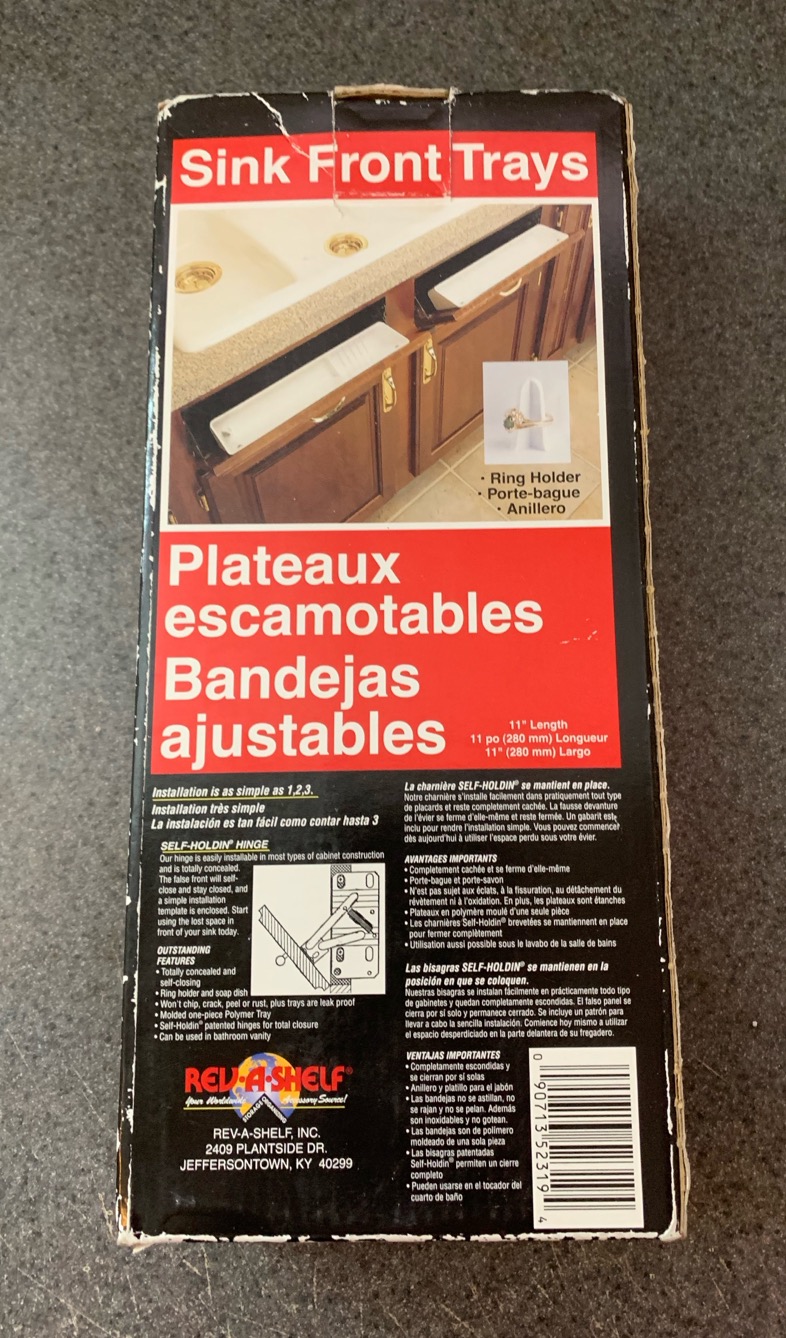 Sink Front Trays
· Ring Holder
· Porte-bague
· Anillero
Plateaux
escamotables
Bandejas
ajustables
11" Length
11 po (280 mm) Longueur
11" (280 mm) Largo
Installation is as simple as 1,2,3.
Installation très simple
La instalación es tan fácil como contar hasta 3
SELF-HOLDIN' HINGE
Our hinge is easily installable in most types of cabinet construction
and is totally concealed.
The false front will self-
close and stay closed, and
a simple installation
template is enclosed. Start
using the lost space in
front of your sink today.
OUTSTANDING
FEATURES
• Totally concealed and
self-closing
• Ring holder and soap dish
• Won't chip, crack, peel or rust, plus trays are leak proof
• Molded one-piece Polymer Tray
• Self-Holdin® patented hinges for total closure
• Can be used in bathroom vanity
REV-A-SHELF®
Your Worldwide Accessory Source!
STORAGE ORGANIZING
REV-A-SHELF, INC.
2409 PLANTSIDE DR.
JEFFERSONTOWN, KY 40299
La charnière SELF-HOLDIN® se mantient en place.
Notre charnière s'installe facilement dans pratiquement tout type
de placards et reste completement cachée. La fausse devanture
de l'évier se ferme d'elle-même et reste fermée. Un gabarit est
inclu pour rendre l'installation simple. Vous pouvez commencer
dès aujourd'hui à utiliser l'espace perdu sous votre évier.
AVANTAGES IMPORTANTS
• Completement cachée et se ferme d'elle-même
• Porte-bague et porte-savon
• N'est pas sujet aux éclats, à la fissuration, au détâchement du
révêtement ni à l'oxidation. En plus, les plateaux sont étanches
• Plateaux en polymère moulé d'une seule pièce
• Les charnières Self-Holdin® brevetées se mantiennent en place
pour fermer complètement
• Utilisation aussi possible sous le lavabo de la salle de bains
Las bisagras SELF-HOLDIN® se mantienen en la
posición en que se coloquen.
Nuestras bisagras se instalan fácilmente en prácticamente todo tipo
de gabinetes y quedan completamente escondidas. El falso panel se
cierra por sí solo y permanece cerrado. Se incluye un patrón para
llevar a cabo la sencilla instalación. Comience hoy mismo a utilizar
el espacio desperdiciado en la parte delantera de su fregadero.
VENTAJAS IMPORTANTES
• Completamente escondidas y
se cierran por sí solas
• Anillero y platillo para el jabón
• Las bandejas no se astillan, no
se rajan y no se pelan. Además
son inoxidables y no gotean.
• Las bandejas son de polímero
moldeado de una sola pieza
• Las bisagras patentadas
Self-Holdin® permiten un cierre
completo
• Pueden usarse en el tocador del
cuarto de baño
0 90713 52319 4